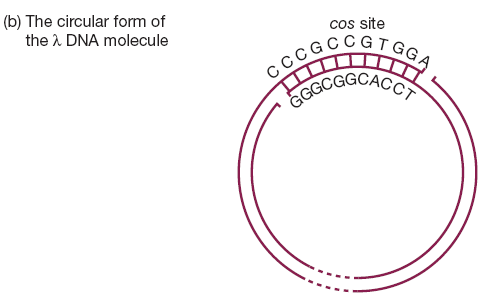 (b) The circular form of
the λ DNA molecule
cos site
CCCGCCGTGGA
GGGCGGCACCT